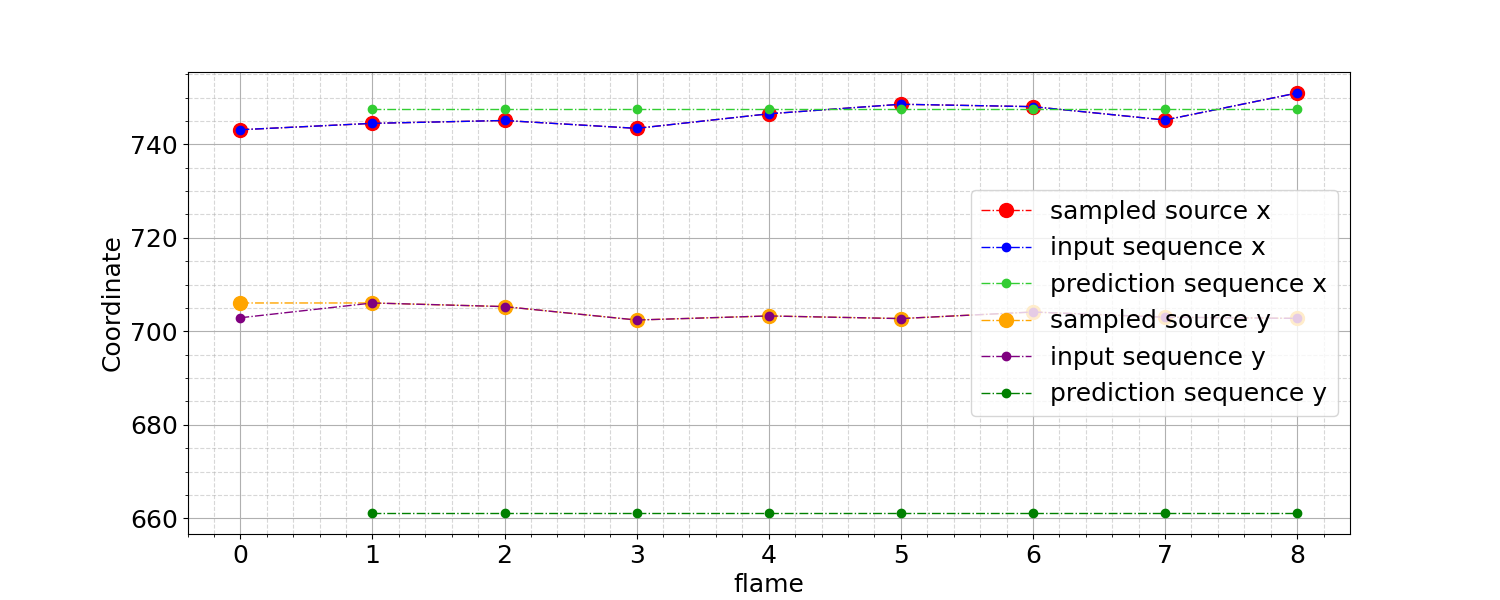 740
720
700
680
660
Coordinate
0 1 2 3 4 5 6 7 8
flame
sampled source x
input sequence x
prediction sequence x
sampled source y
input sequence y
prediction sequence y